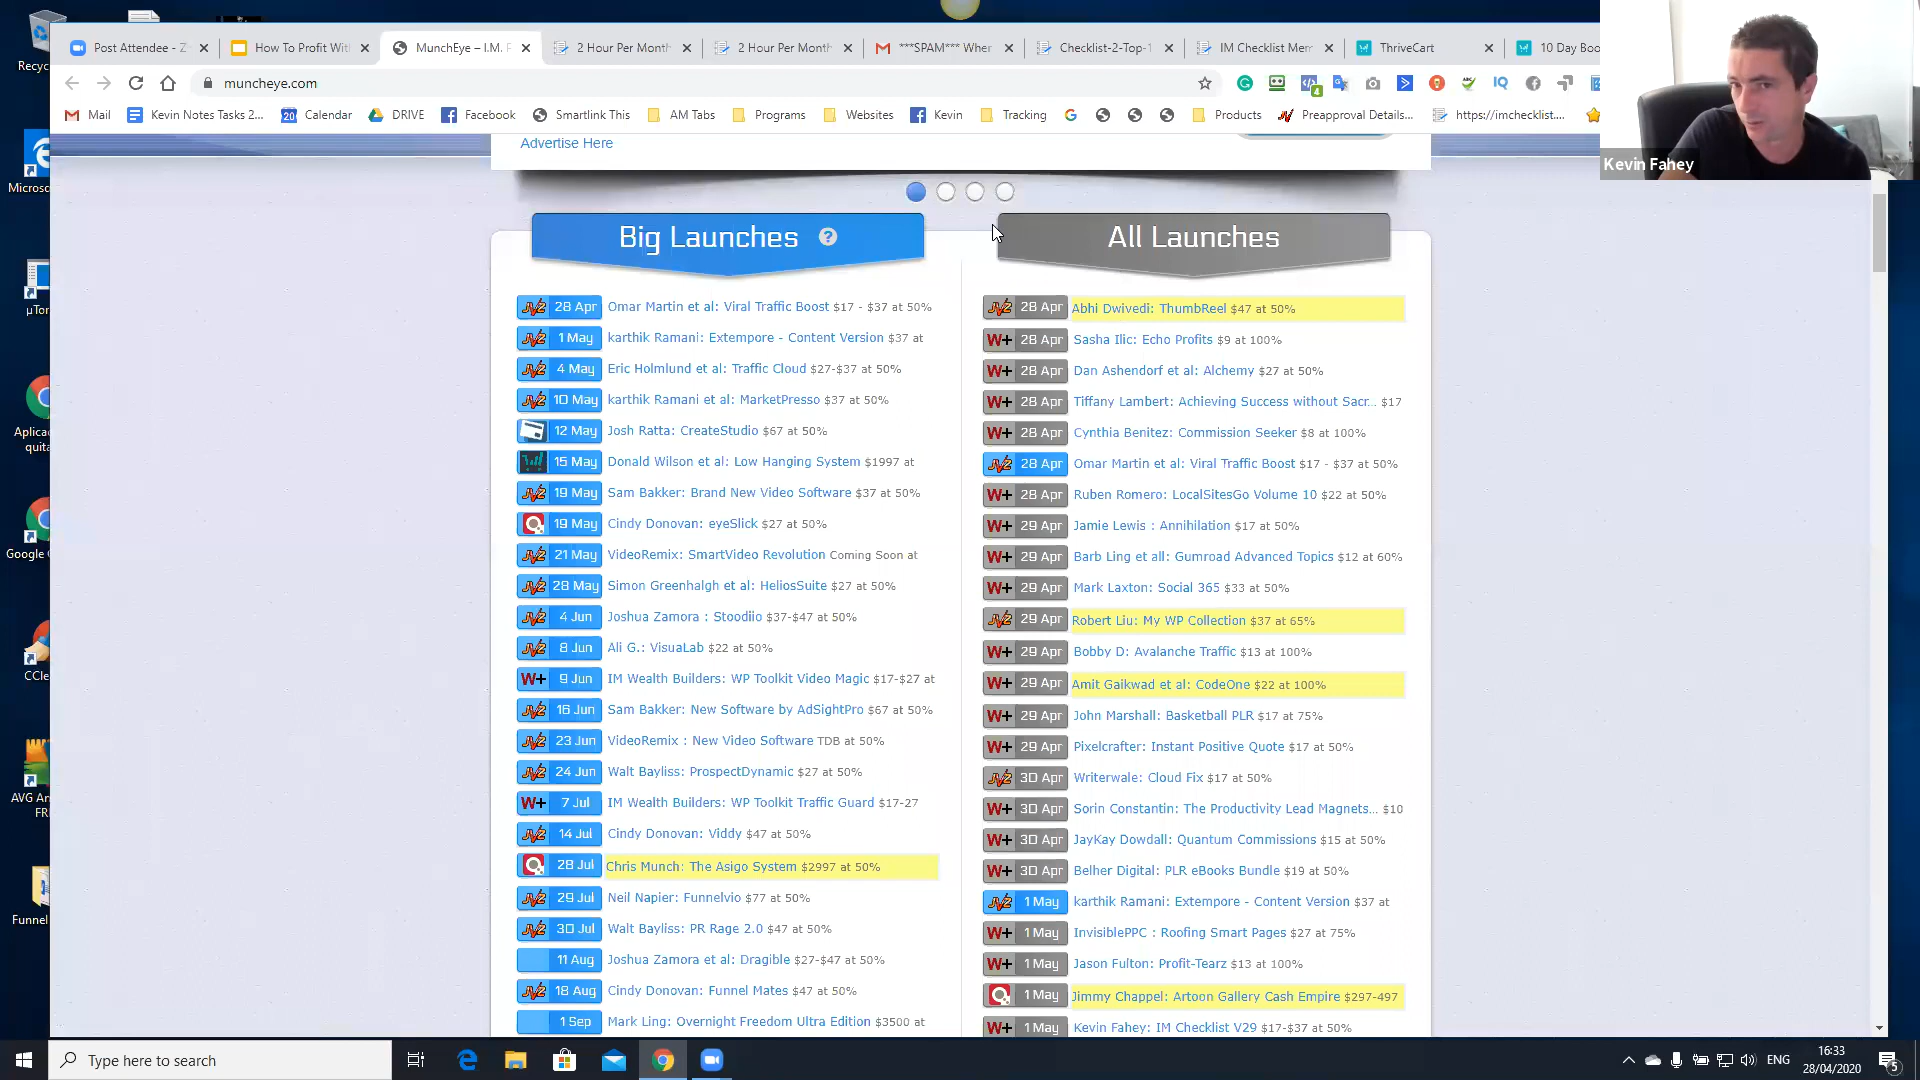 Post Attendee - Z
How To Profit Wit
MunchEye – I.M. F
2 Hour Per Month
2 Hour Per Month
***SPAM*** Wher
Checklist-2-Top-1
IM Checklist Mem
ThriveCart
10 Day Boo
muncheye.com
Mail
Kevin Notes Tasks 2...
Calendar
DRIVE
Facebook
Smartlink This
AM Tabs
Programs
Websites
Kevin
Tracking
Products
Preapproval Details...
https://imchecklist....
Kevin Fahey
Advertise Here
Big Launches ?
28 Apr Omar Martin et al: Viral Traffic Boost $17 - $37 at 50%
1 May karthik Ramani: Extempore - Content Version $37 at
4 May Eric Holmlund et al: Traffic Cloud $27-$37 at 50%
10 May karthik Ramani et al: MarketPresso $37 at 50%
12 May Josh Ratta: CreateStudio $67 at 50%
15 May Donald Wilson et al: Low Hanging System $1997 at
19 May Sam Bakker: Brand New Video Software $37 at 50%
19 May Cindy Donovan: eyeSlick $27 at 50%
21 May VideoRemix: SmartVideo Revolution Coming Soon at
28 May Simon Greenhalgh et al: HeliosSuite $27 at 50%
4 Jun Joshua Zamora : Stoodiio $37-$47 at 50%
8 Jun Ali G.: VisuaLab $22 at 50%
W+ 9 Jun IM Wealth Builders: WP Toolkit Video Magic $17-$27 at
16 Jun Sam Bakker: New Software by AdSightPro $67 at 50%
23 Jun VideoRemix : New Video Software TDB at 50%
24 Jun Walt Bayliss: ProspectDynamic $27 at 50%
W+ 7 Jul IM Wealth Builders: WP Toolkit Traffic Guard $17-27
14 Jul Cindy Donovan: Viddy $47 at 50%
28 Jul Chris Munch: The Asigo System $2997 at 50%
29 Jul Neil Napier: Funnelvio $77 at 50%
30 Jul Walt Bayliss: PR Rage 2.0 $47 at 50%
11 Aug Joshua Zamora et al: Dragible $27-$47 at 50%
18 Aug Cindy Donovan: Funnel Mates $47 at 50%
1 Sep Mark Ling: Overnight Freedom Ultra Edition $3500 at
All Launches
28 Apr Abhi Dwivedi: ThumbReel $47 at 50%
W+ 28 Apr Sasha Ilic: Echo Profits $9 at 100%
W+ 28 Apr Dan Ashendorf et al: Alchemy $27 at 50%
W+ 28 Apr Tiffany Lambert: Achieving Success without Sacr... $17
W+ 28 Apr Cynthia Benitez: Commission Seeker $8 at 100%
28 Apr Omar Martin et al: Viral Traffic Boost $17 - $37 at 50%
W+ 28 Apr Ruben Romero: LocalSitesGo Volume 10 $22 at 50%
W+ 29 Apr Jamie Lewis : Annihilation $17 at 50%
W+ 29 Apr Barb Ling et all: Gumroad Advanced Topics $12 at 60%
W+ 29 Apr Mark Laxton: Social 365 $33 at 50%
29 Apr Robert Liu: My WP Collection $37 at 65%
W+ 29 Apr Bobby D: Avalanche Traffic $13 at 100%
W+ 29 Apr Amit Gaikwad et al: CodeOne $22 at 100%
W+ 29 Apr John Marshall: Basketball PLR $17 at 75%
W+ 29 Apr Pixelcrafter: Instant Positive Quote $17 at 50%
30 Apr Writerwale: Cloud Fix $17 at 50%
W+ 30 Apr Sorin Constantin: The Productivity Lead Magnets... $10
W+ 30 Apr JayKay Dowdall: Quantum Commissions $15 at 50%
W+ 30 Apr Belher Digital: PLR eBooks Bundle $19 at 50%
1 May karthik Ramani: Extempore - Content Version $37 at
W+ 1 May InvisiblePPC : Roofing Smart Pages $27 at 75%
W+ 1 May Jason Fulton: Profit-Tearz $13 at 100%
1 May Jimmy Chappel: Artoon Gallery Cash Empire $297-497
W+ 1 May Kevin Fahey: IM Checklist V29 $17-$37 at 50%
Recyc
Micros
µTor
Aplica
quita
Google
CCle
AVG An
FR
Funnel
Type here to search
ENG
16:33
28/04/2020
5